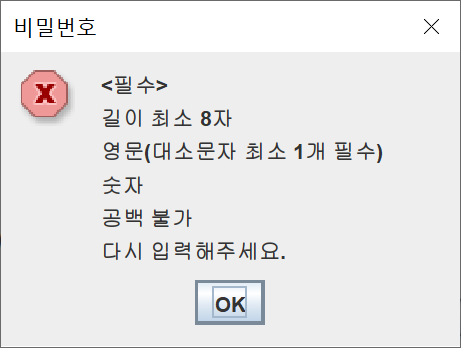 비밀번호
<필수>
길이 최소 8자
영문(대소문자 최소 1개 필수)
숫자
공백 불가
다시 입력해주세요.
OK